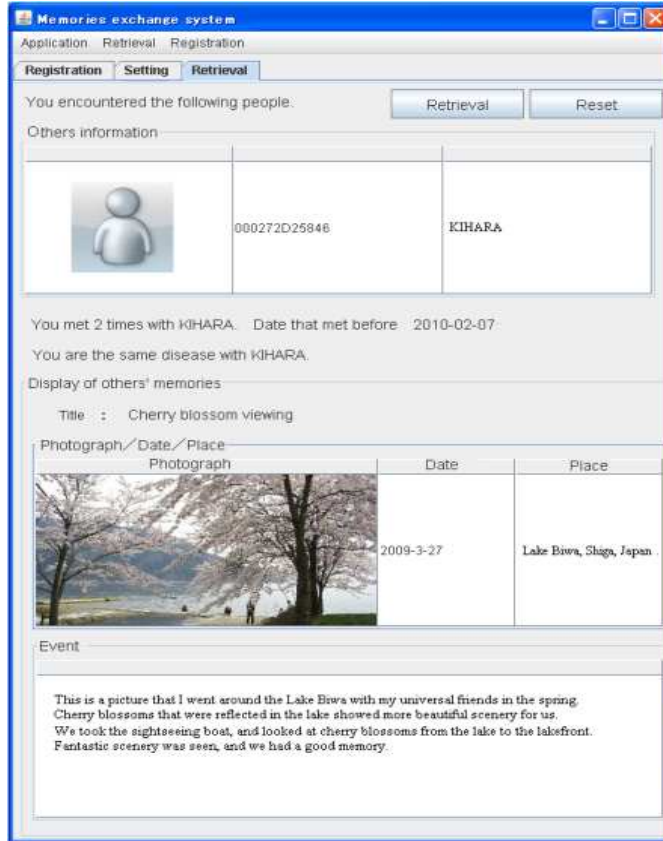 Memories exchange system
Application Retrieval Registration
Registration Setting Retrieval
You encountered the following people.
Retrieval Reset
Others information
000272D25846 KIHARA
You met 2 times with KIHARA. Date that met before 2010-02-07
You are the same disease with KIHARA.
Display of others' memories
Title : Cherry blossom viewing
Photograph／Date／Place
Photograph Date Place
2009-3-27 Lake Biwa, Shiga, Japan .
Event
This is a picture that I went around the Lake Biwa with my universal friends in the spring.
Cherry blossoms that were reflected in the lake showed more beautiful scenery for us.
We took the sightseeing boat, and looked at cherry blossoms from the lake to the lakefront.
Fantastic scenery was seen, and we had a good memory.